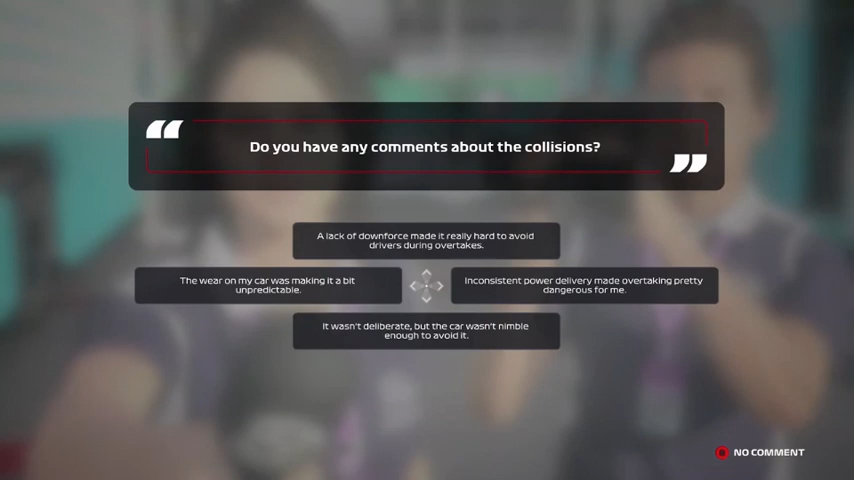 Do you have any comments about the collisions?
A lack of downforce made it really hard to avoid
drivers during overtakes.
The wear on my car was making it a bit
unpredictable.
Inconsistent power delivery made overtaking pretty
dangerous for me.
It wasn't deliberate, but the car wasn't nimble
enough to avoid it.
NO COMMENT